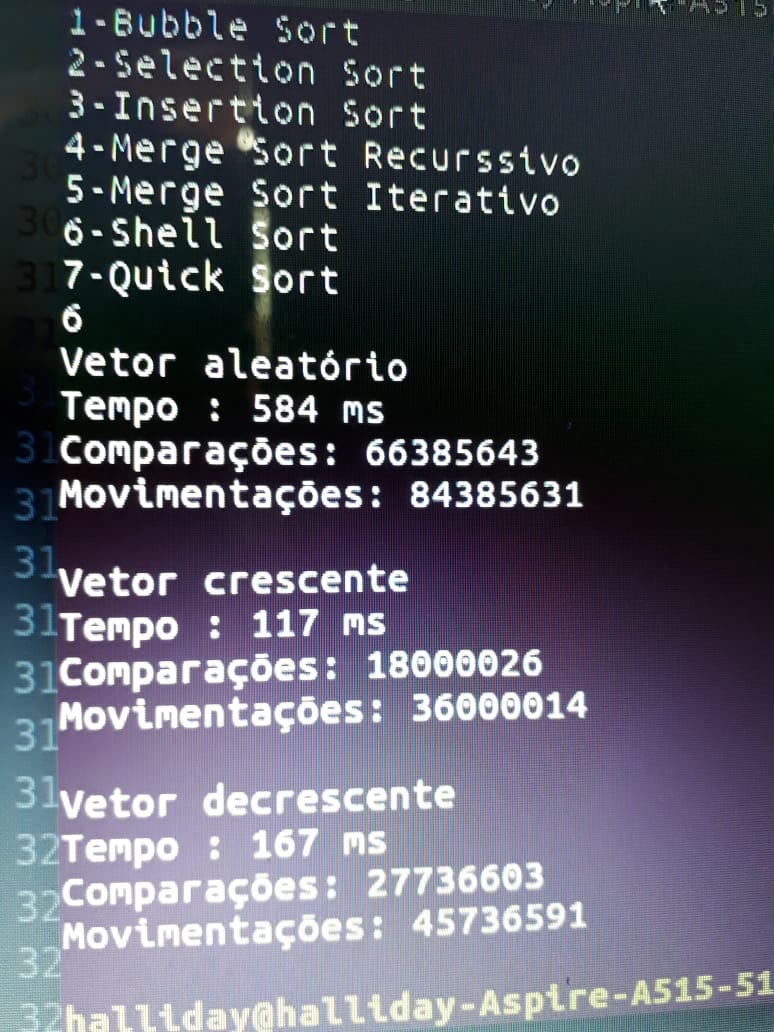 1-Bubble Sort
2-Selection Sort
3-Insertion Sort
4-Merge Sort Recurssivo
5-Merge Sort Iterativo
6-Shell Sort
7-Quick Sort
6
Vetor aleatório
Tempo : 584 ms
Comparações: 66385643
Movimentações: 84385631
Vetor crescente
Tempo : 117 ms
Comparações: 18000026
Movimentações: 36000014
Vetor decrescente
Tempo : 167 ms
Comparações: 27736603
Movimentações: 45736591
halliday@halliday-Aspire-A515-51